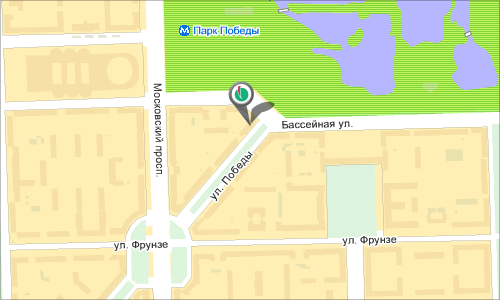 М Парк Победы
Московский просп.
Бассейная ул.
ул. Победы
ул. Фрунзе
ул. Фрунзе